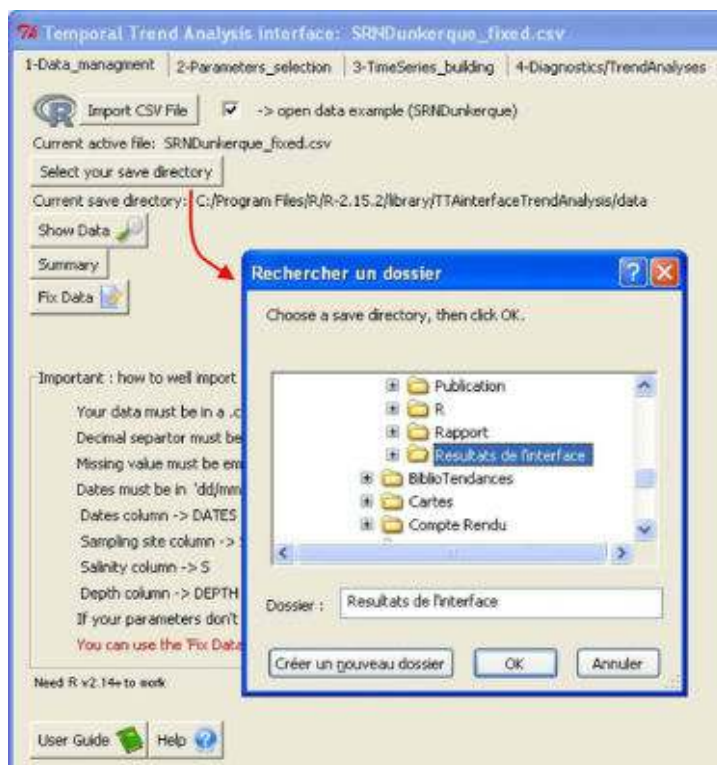 Temporal Trend Analysis interface: SRNDunkerque_fixed.csv
1-Data_managment 2-Parameters_selection 3-TimeSeries_building 4-Diagnostics/TrendAnalyses
Import CSV File -> open data example (SRNDunkerque)
Current active file: SRNDunkerque_fixed.csv
Select your save directory
Current save directory: C:/Program Files/R/R-2.15.2/library/TTAinterfaceTrendAnalysis/data
Show Data
Summary
Fix Data
Important : how to well import
Your data must be in a .c
Decimal separtor must be
Missing value must be em
Dates must be in 'dd/mm
Dates column -> DATES
Sampling site column ->
Salinity column -> S
Depth column -> DEPTH
If your parameters don't
You can use the 'Fix Data
Need R v2.14+ to work
User Guide Help
Rechercher un dossier
Choose a save directory, then click OK.
Publication
R
Rapport
Resultats de l'interface
BiblioTendances
Cartes
Compte Rendu
Dossier : Resultats de l'interface
Créer un nouveau dossier OK Annuler